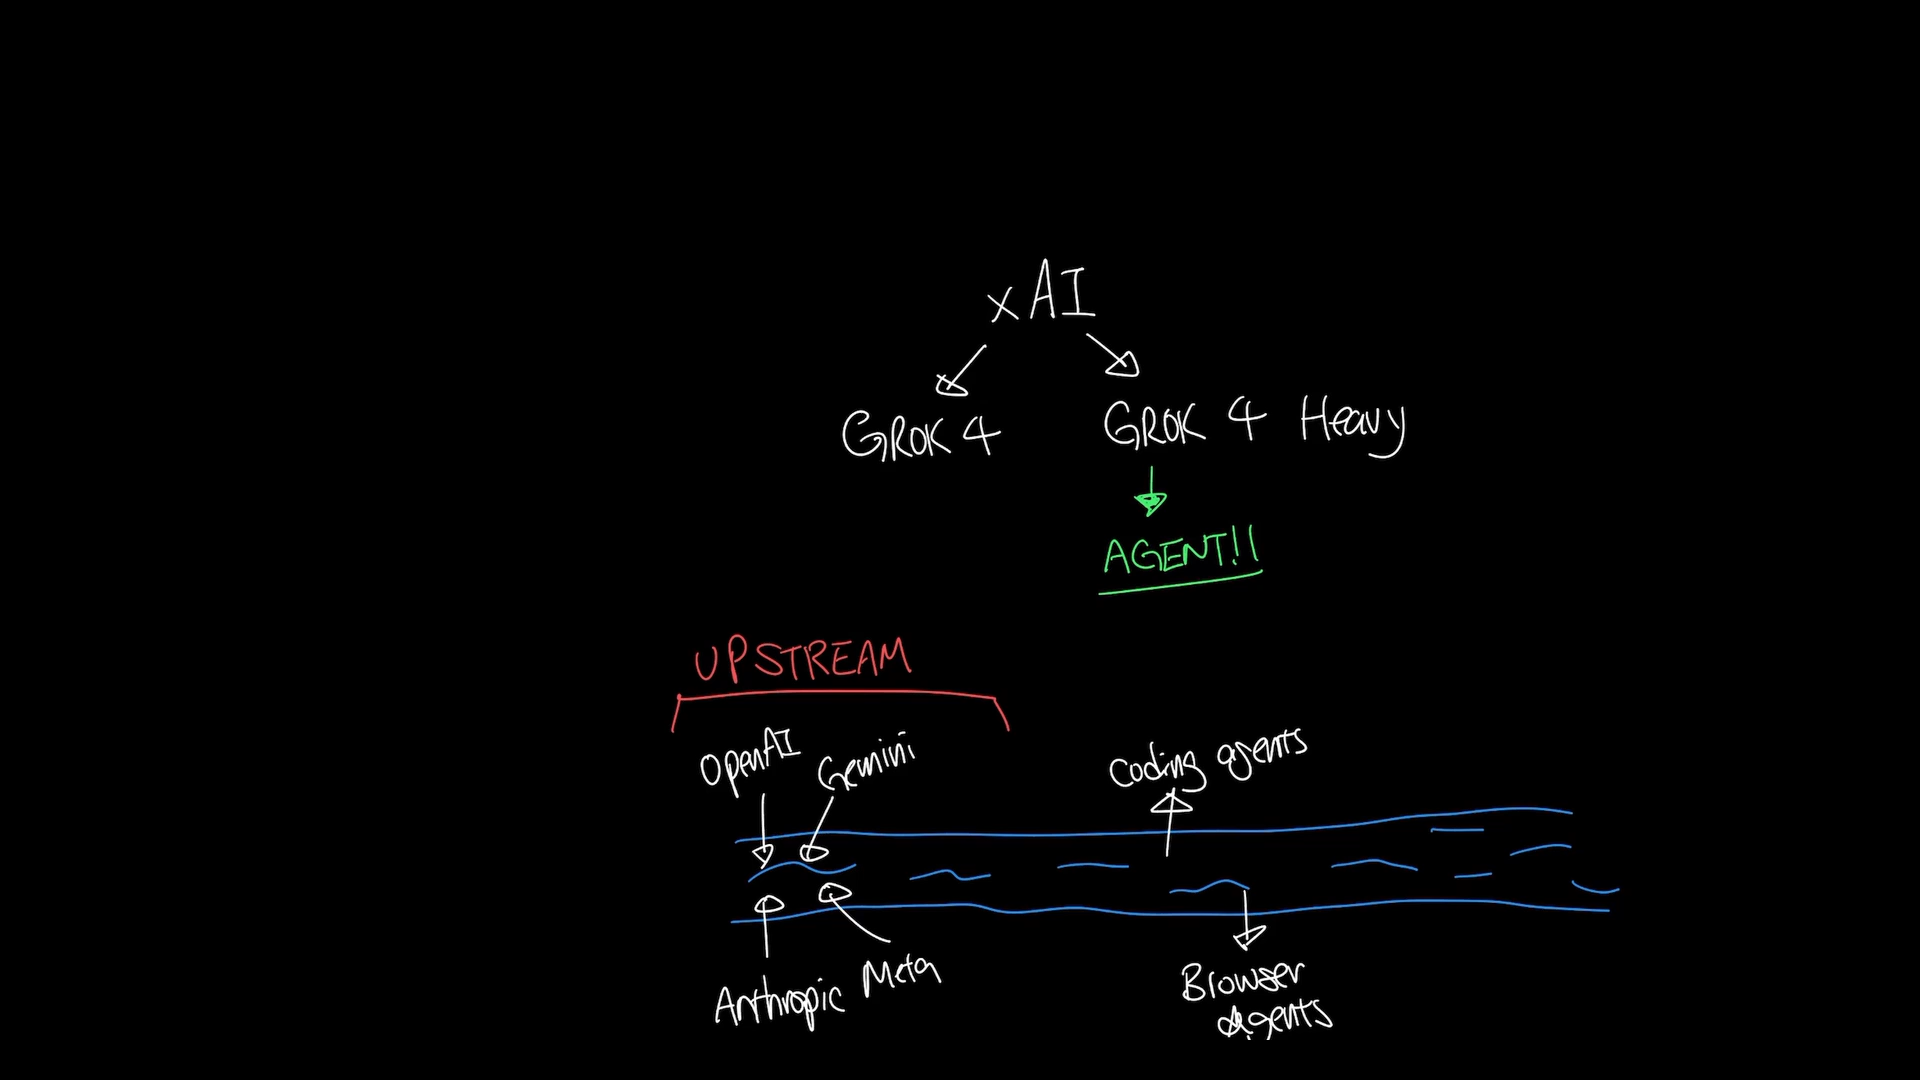 xAI
GROK 4
GROK 4 Heavy
AGENT!!
UPSTREAM
OpenAI
Gemini
Coding agents
Anthropic
Meta
Browser
Agents